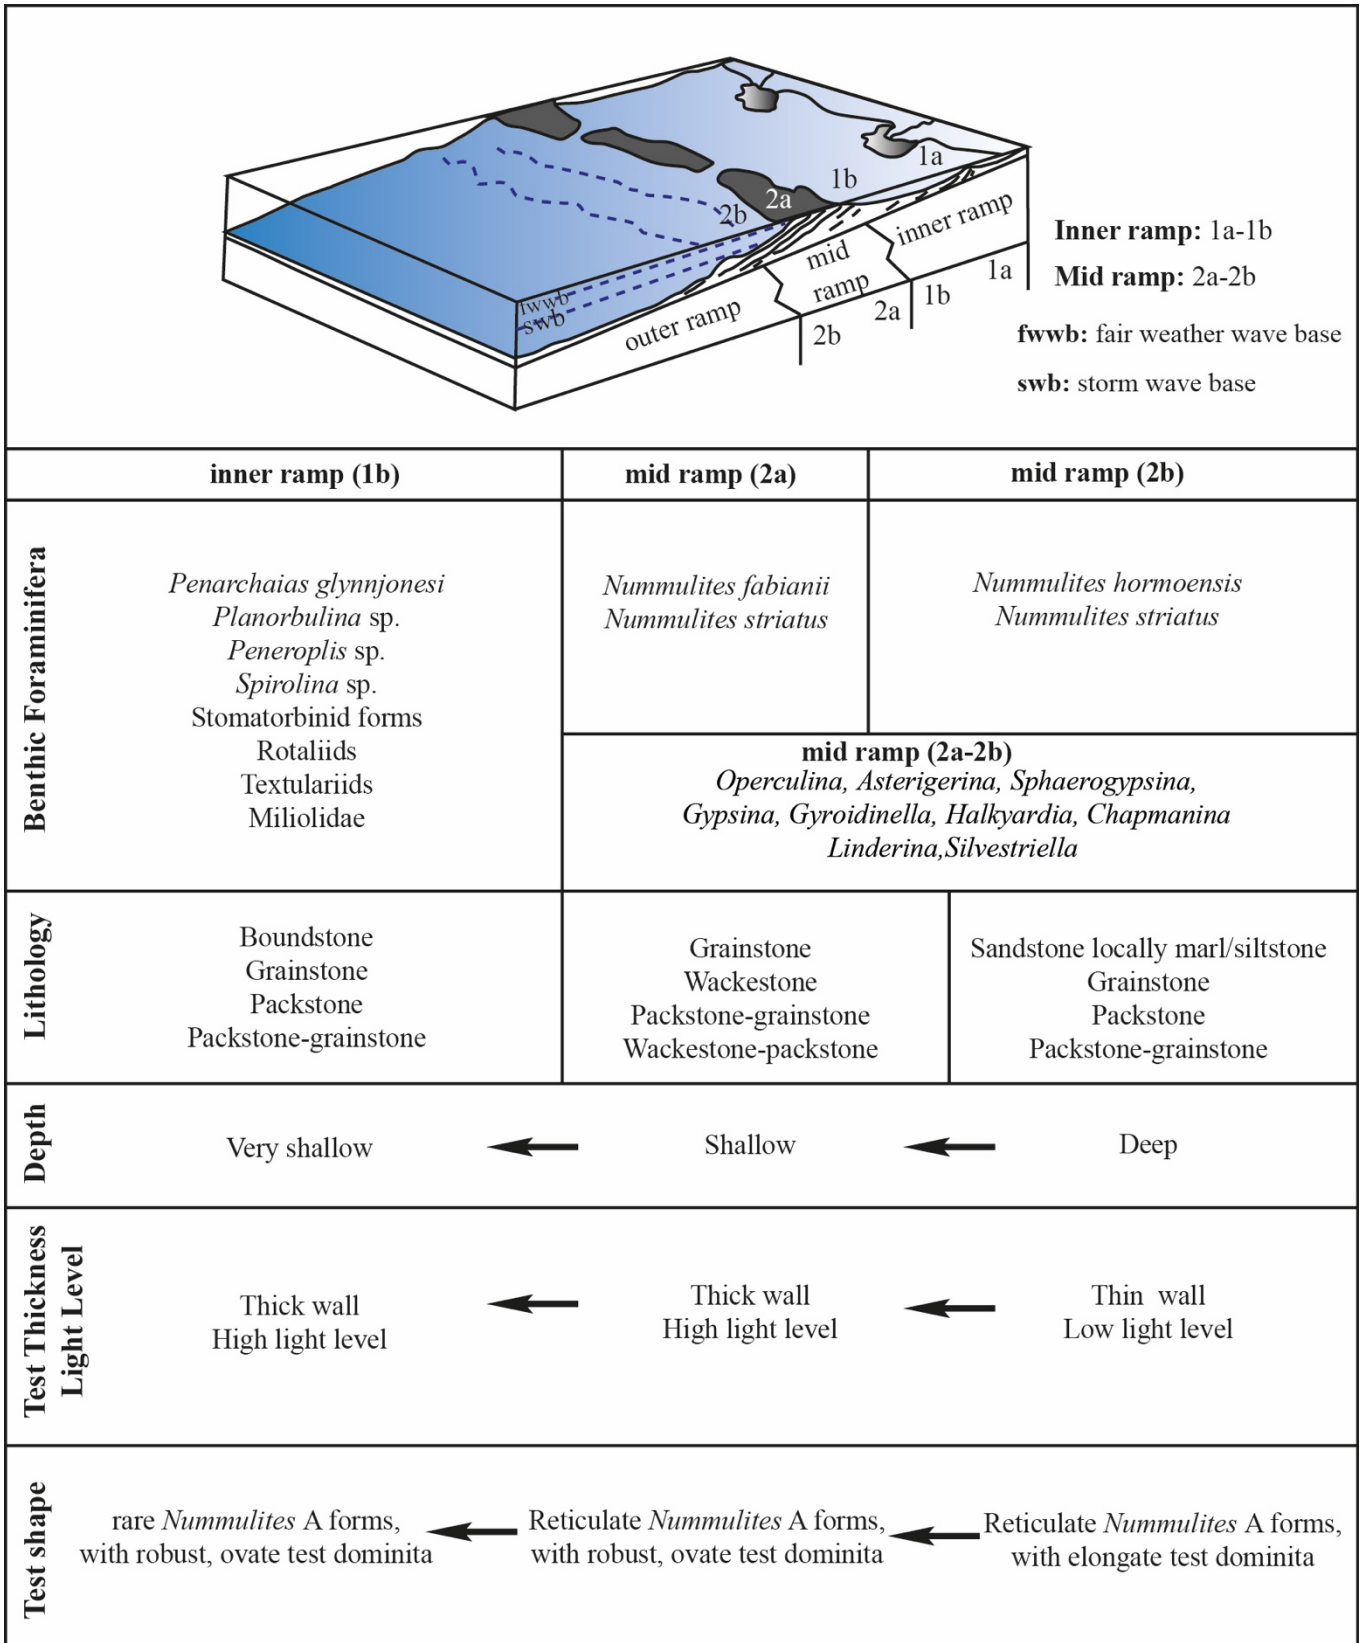 1a
1b
2a
2b
fwwb
swb
outer ramp
mid
ramp
inner ramp
2b
2a
1b
1a
Inner ramp: 1a-1b
Mid ramp: 2a-2b
fwwb: fair weather wave base
swb: storm wave base
inner ramp (1b)
mid ramp (2a)
mid ramp (2b)
Benthic Foraminifera
Penarchaias glynnjonesi
Planorbulina sp.
Peneroplis sp.
Spirolina sp.
Stomatorbinid forms
Rotaliids
Textulariids
Miliolidae
Nummulites fabianii
Nummulites striatus
Nummulites hormoensis
Nummulites striatus
mid ramp (2a-2b)
Operculina, Asterigerina, Sphaerogypsina,
Gypsina, Gyroidinella, Halkyardia, Chapmanina
Linderina,Silvestriella
Lithology
Boundstone
Grainstone
Packstone
Packstone-grainstone
Grainstone
Wackestone
Packstone-grainstone
Wackestone-packstone
Sandstone locally marl/siltstone
Grainstone
Packstone
Packstone-grainstone
Depth
Very shallow
Shallow
Deep
Test Thickness
Light Level
Thick wall
High light level
Thick wall
High light level
Thin wall
Low light level
Test shape
rare Nummulites A forms,
with robust, ovate test dominita
Reticulate Nummulites A forms,
with robust, ovate test dominita
Reticulate Nummulites A forms,
with elongate test dominita